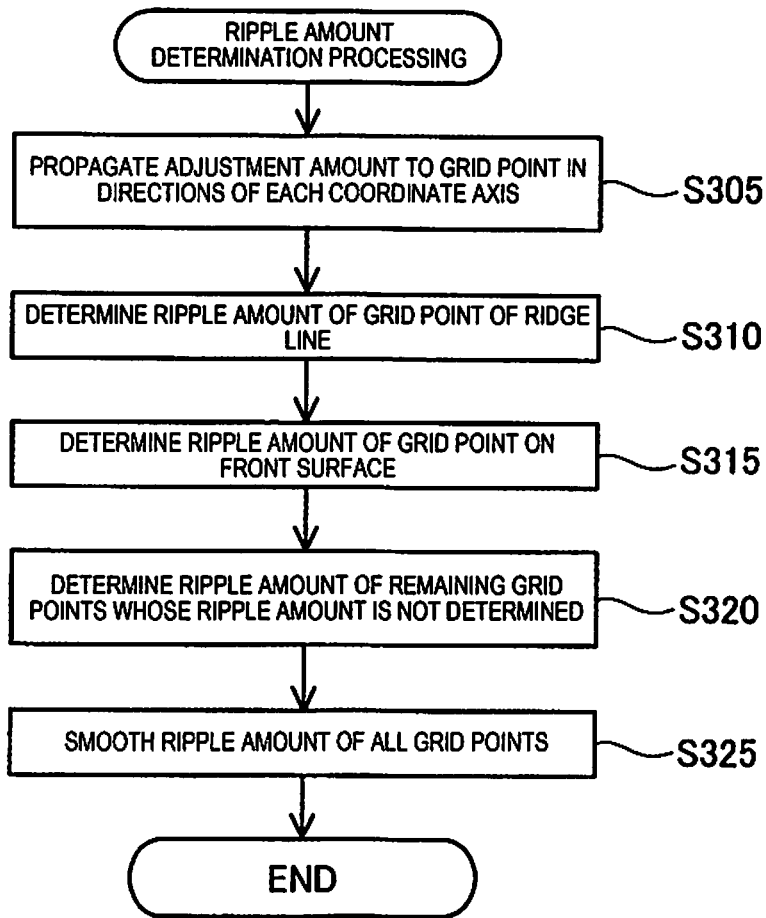 RIPPLE AMOUNT
DETERMINATION PROCESSING
PROPAGATE ADJUSTMENT AMOUNT TO GRID POINT IN
DIRECTIONS OF EACH COORDINATE AXIS
S305
DETERMINE RIPPLE AMOUNT OF GRID POINT OF RIDGE
LINE
S310
DETERMINE RIPPLE AMOUNT OF GRID POINT ON
FRONT SURFACE
S315
DETERMINE RIPPLE AMOUNT OF REMAINING GRID
POINTS WHOSE RIPPLE AMOUNT IS NOT DETERMINED
S320
SMOOTH RIPPLE AMOUNT OF ALL GRID POINTS
S325
END